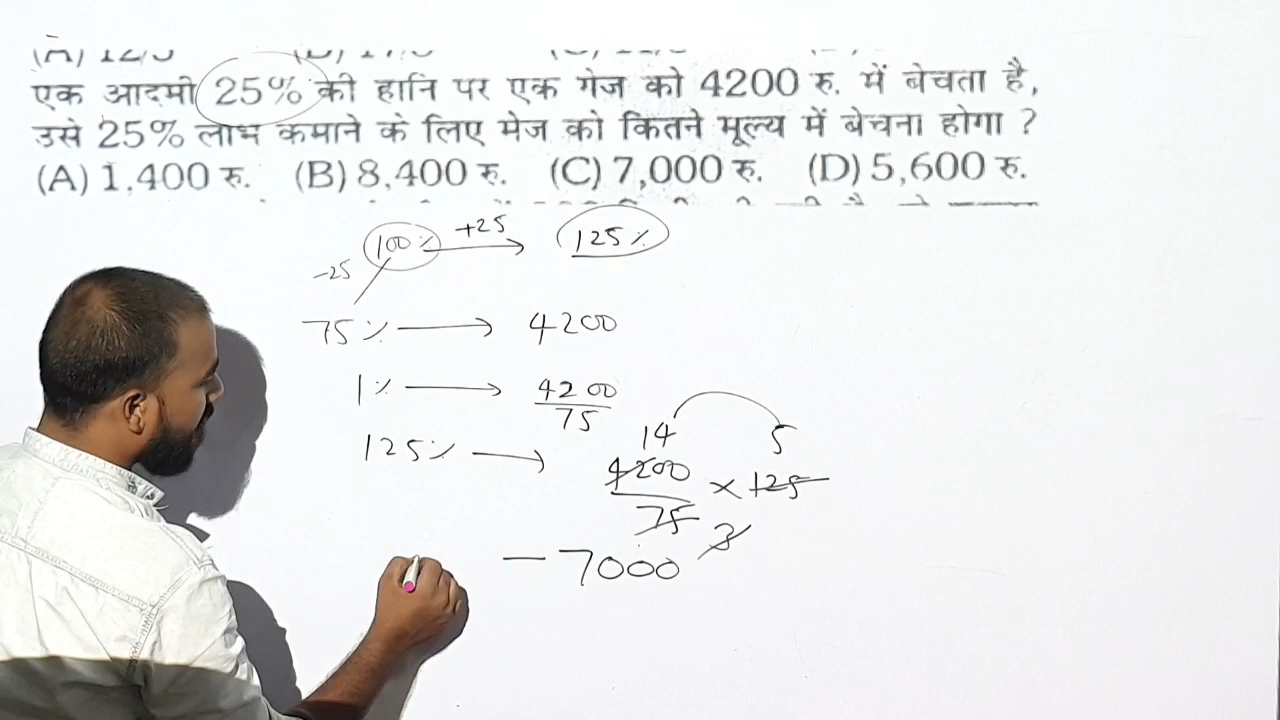 एक आदमी 25% की हानि पर एक मेज को 4200 रु. में बेचता है,
उसे 25% लाभ कमाने के लिए मेज को कितने मूल्य में बेचना होगा ?
(A) 1,400 रु. (B) 8,400 रु. (C) 7,000 रु. (D) 5,600 रु.
100% +25 125%
-25
75% → 4200
1% → 4200/75
14 5
125% → 4200/75 × 125
3
- 7000